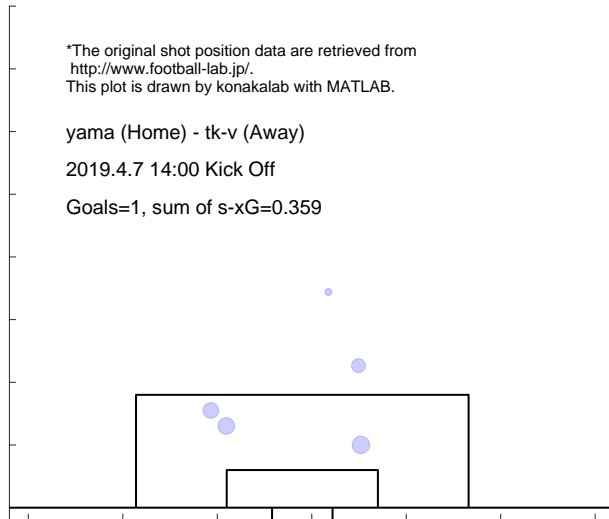 *The original shot position data are retrieved from
http://www.football-lab.jp/.
This plot is drawn by konakalab with MATLAB.
yama (Home) - tk-v (Away)
2019.4.7 14:00 Kick Off
Goals=1, sum of s-xG=0.359